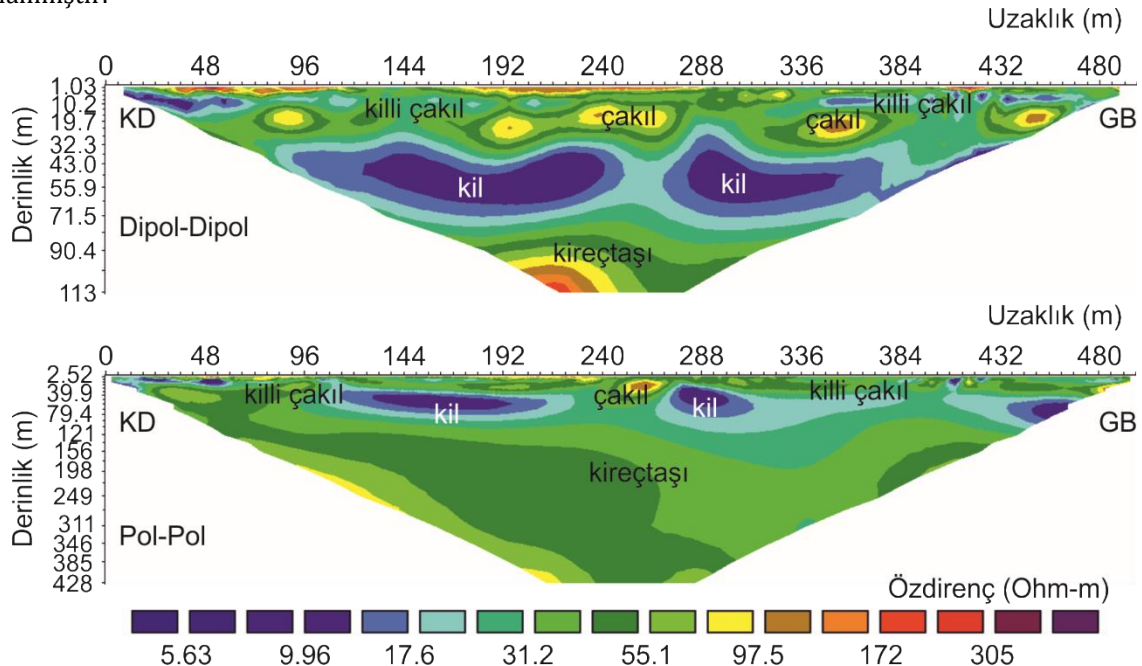 Uzaklık (m)
0 48 96 144 192 240 288 336 384 432 480
Derinlik (m)
1.03
10.2
19.7
32.3
43.0
55.9
71.5
90.4
113
KD
killi çakıl
çakıl
çakıl
killi çakıl
GB
kil
kil
Dipol-Dipol
kireçtaşı
Uzaklık (m)
0 48 96 144 192 240 288 336 384 432 480
Derinlik (m)
2.52
39.9
79.4
121
156
198
249
311
346
385
428
KD
killi çakıl
kil
çakıl
kil
killi çakıl
GB
kireçtaşı
Pol-Pol
Özdirenç (Ohm-m)
5.63 9.96 17.6 31.2 55.1 97.5 172 305